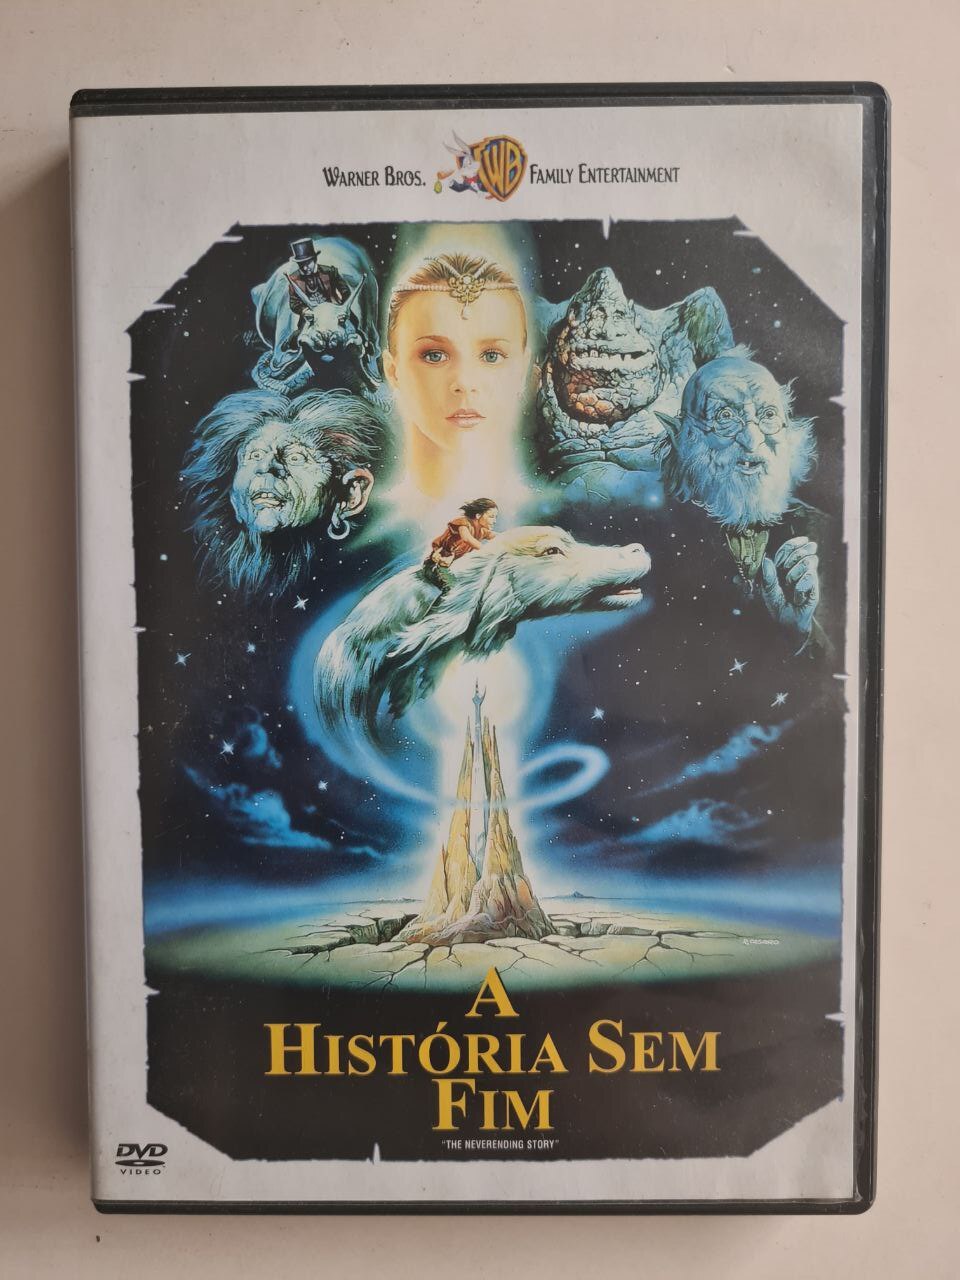 WARNER BROS. WB FAMILY ENTERTAINMENT
A
HISTÓRIA SEM
FIM
"THE NEVERENDING STORY"
DVD
VIDEO